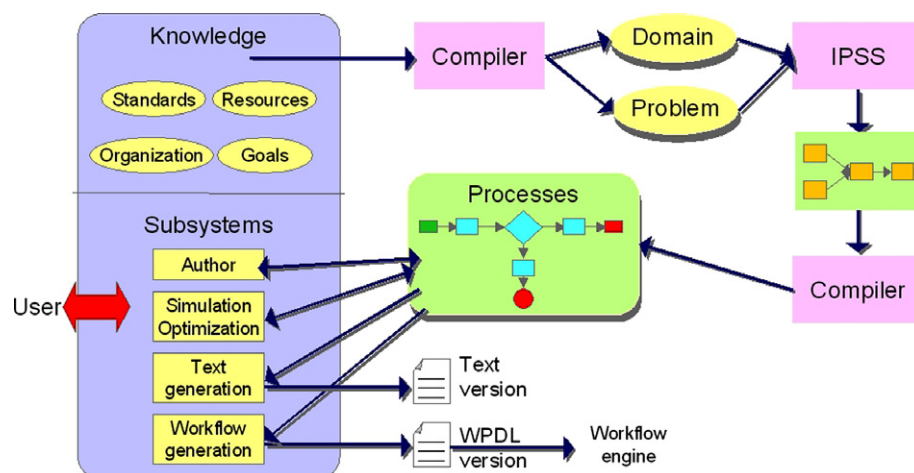 Knowledge
Standards
Resources
Organization
Goals
Compiler
Domain
Problem
IPSS
Subsystems
Author
Simulation
Optimization
Text
generation
Workflow
generation
User
Processes
Compiler
Text
version
WPDL
version
Workflow
engine